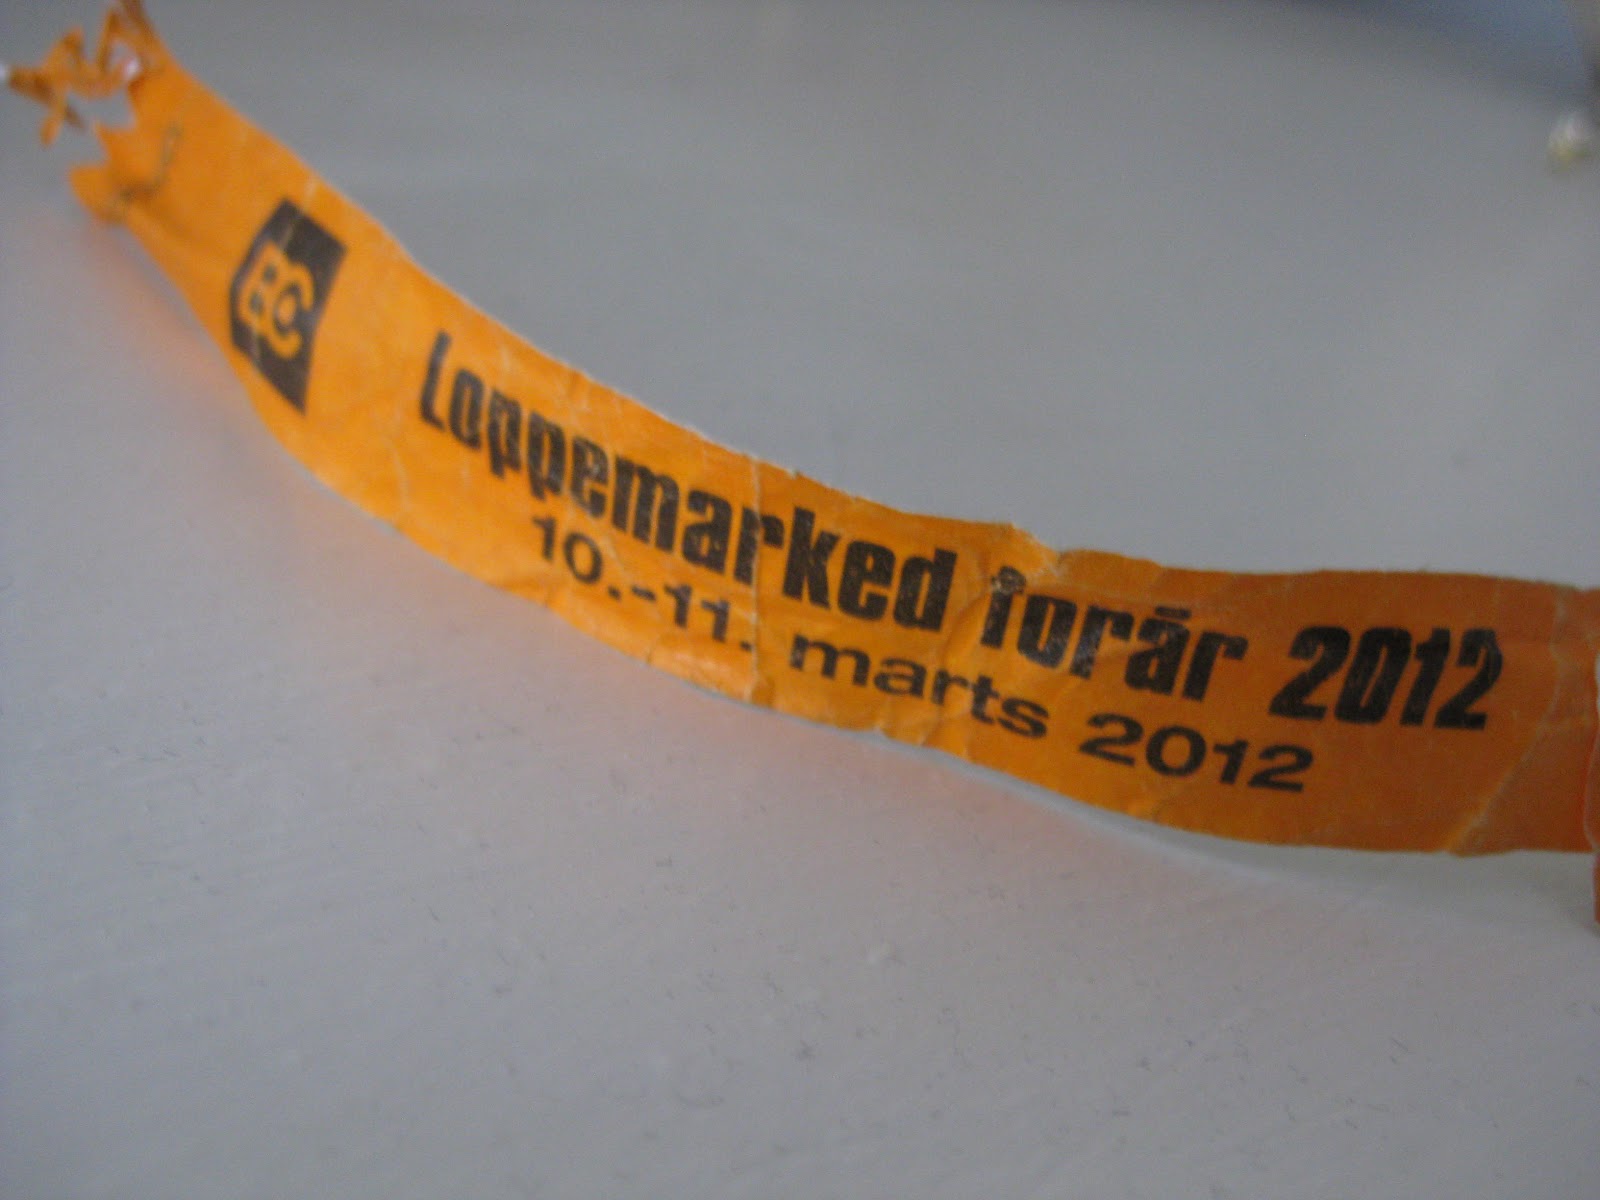 BC
Loppemarked forår 2012
10.-11. marts 2012